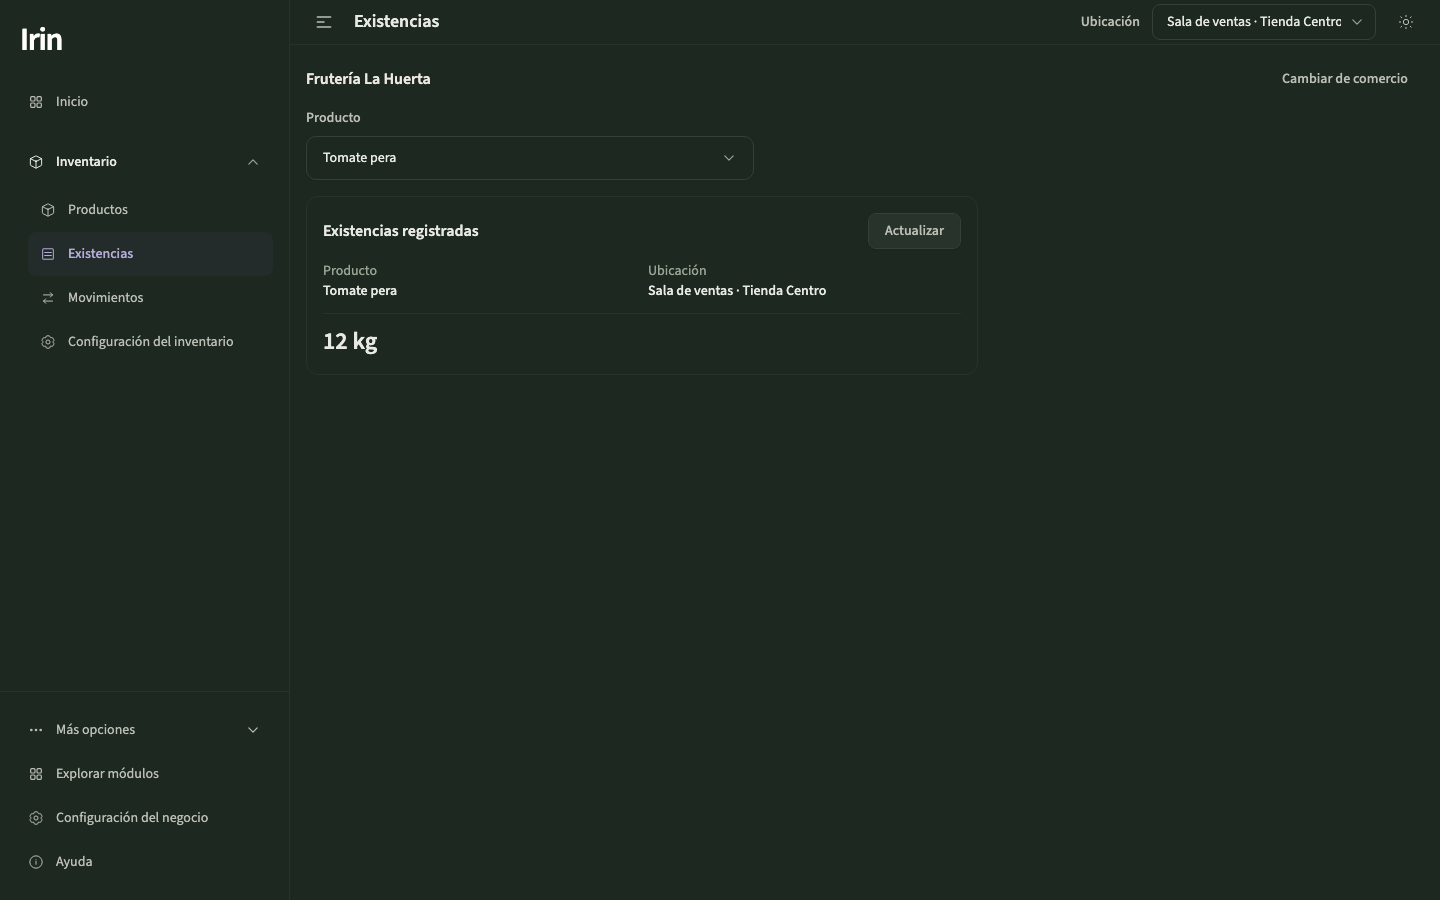 Irin
Inicio
Inventario
Productos
Existencias
Movimientos
Configuración del inventario
Más opciones
Explorar módulos
Configuración del negocio
Ayuda
Existencias
Ubicación
Sala de ventas · Tienda Centro
Frutería La Huerta
Cambiar de comercio
Producto
Tomate pera
Existencias registradas
Actualizar
Producto
Ubicación
Tomate pera
Sala de ventas · Tienda Centro
12 kg